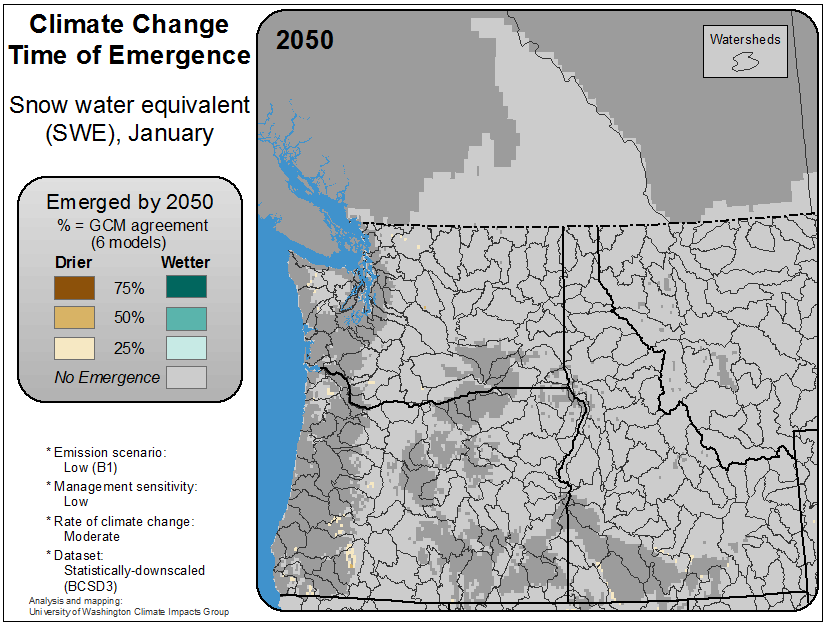 Climate Change
Time of Emergence
Snow water equivalent
(SWE), January
Emerged by 2050
% = GCM agreement
(6 models)
Drier Wetter
75%
50%
25%
No Emergence
* Emission scenario:
Low (B1)
* Management sensitivity:
Low
* Rate of climate change:
Moderate
* Dataset:
Statistically-downscaled
(BCSD3)
Analysis and mapping:
University of Washington Climate Impacts Group
2050
Watersheds